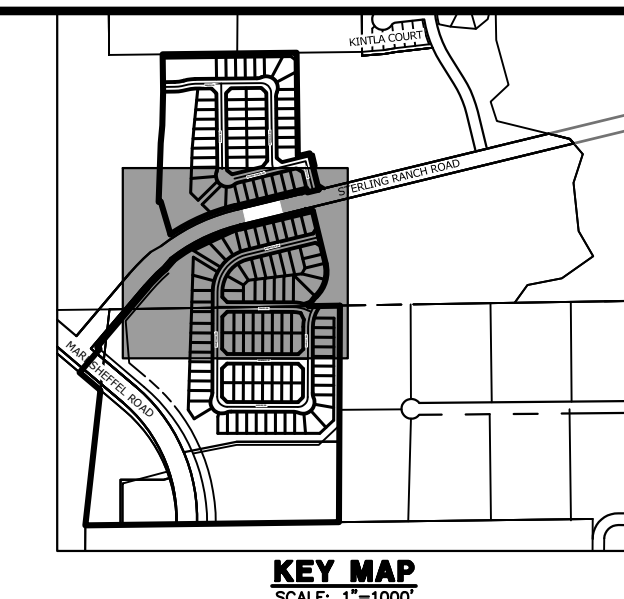 KINTLA COURT
STERLING RANCH ROAD
MARKSHEFFEL ROAD
KEY MAP
SCALE: 1"=1000'